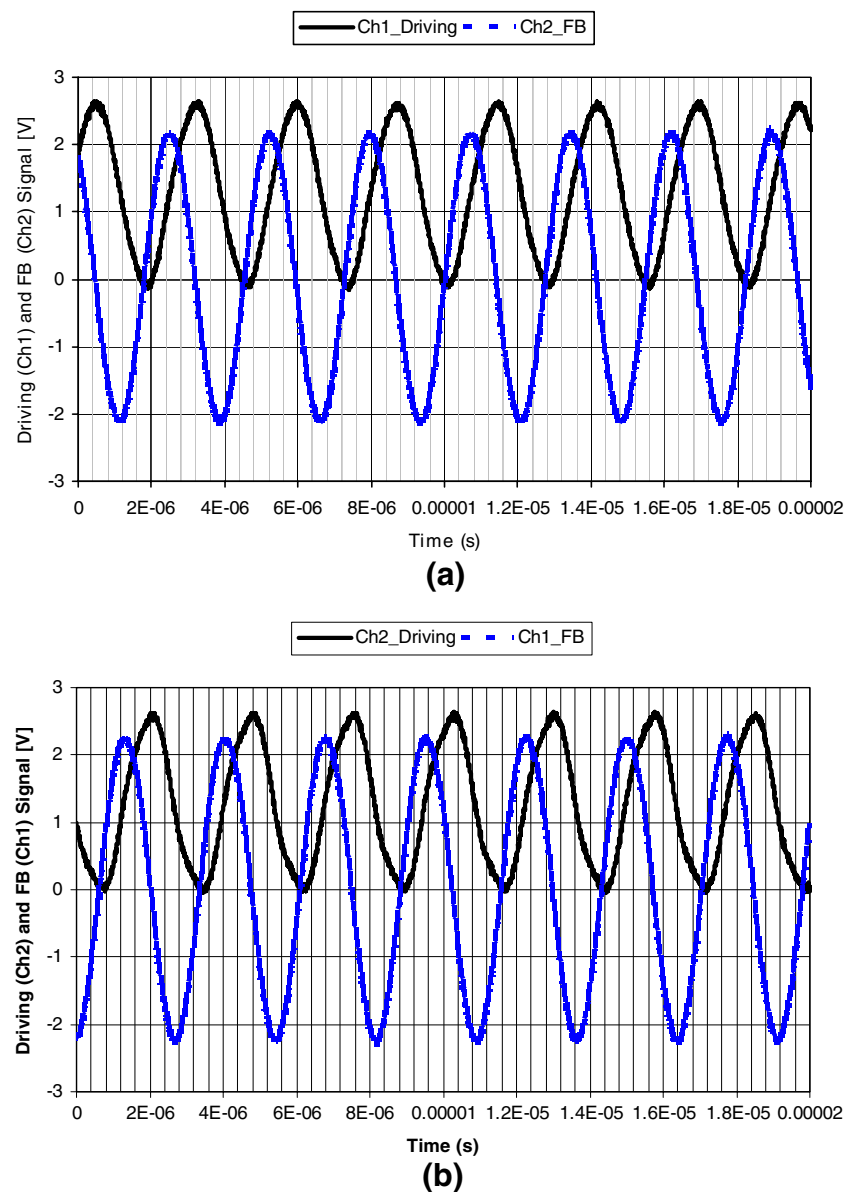 Ch1_Driving Ch2_FB
Driving (Ch1) and FB (Ch2) Signal [V]
3
2
1
0
-1
-2
-3
0 2E-06 4E-06 6E-06 8E-06 0.00001 1.2E-05 1.4E-05 1.6E-05 1.8E-05 0.00002
Time (s)
(a)
Ch2_Driving Ch1_FB
Driving (Ch2) and FB (Ch1) Signal [V]
3
2
1
0
-1
-2
-3
0 2E-06 4E-06 6E-06 8E-06 0.00001 1.2E-05 1.4E-05 1.6E-05 1.8E-05 0.00002
Time (s)
(b)